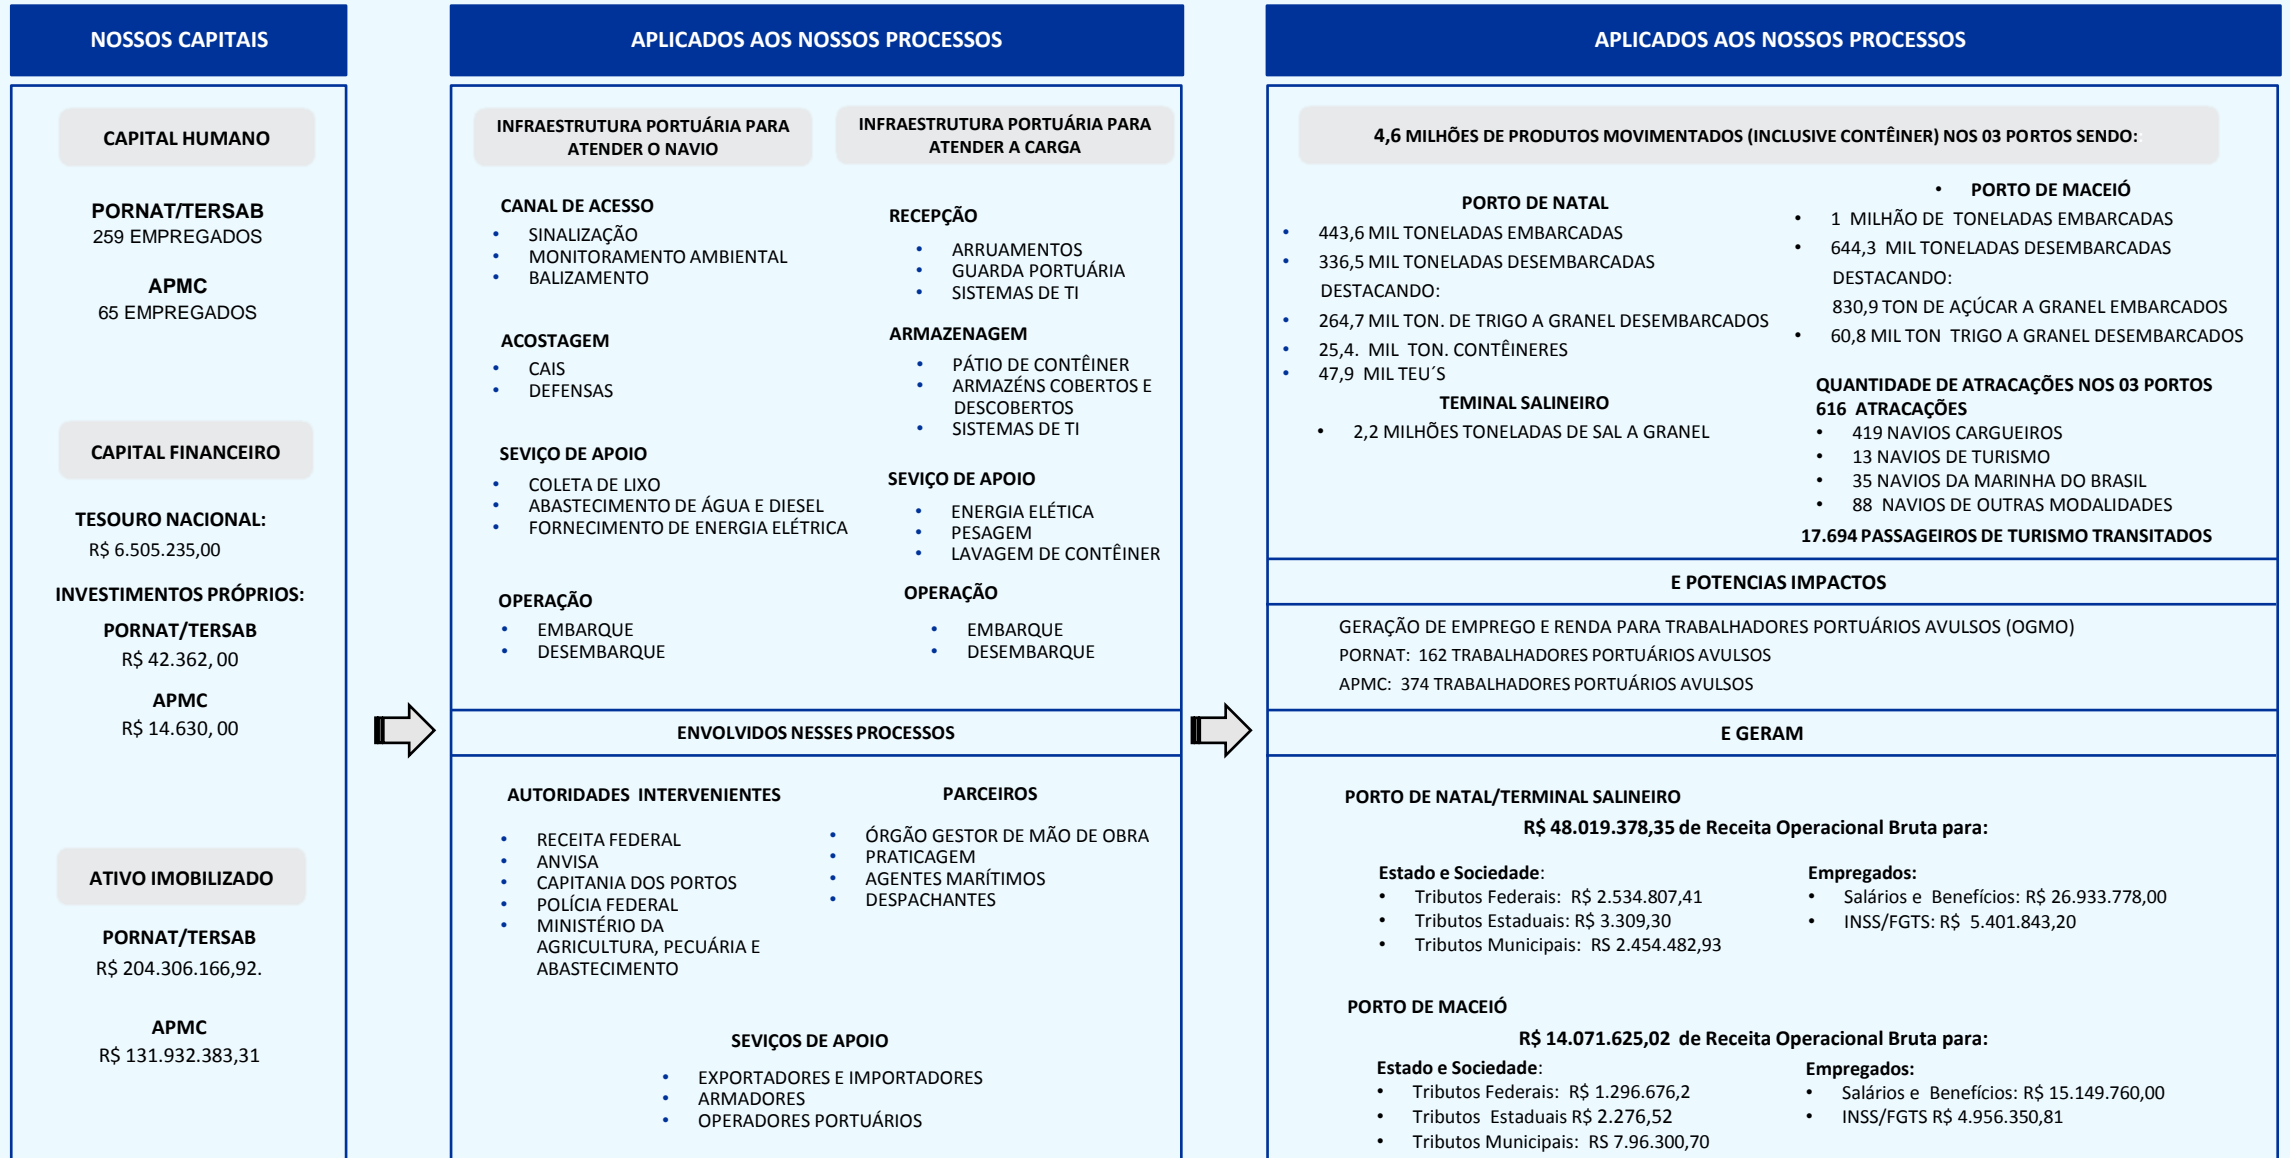 NOSSOS CAPITAIS
CAPITAL HUMANO
PORNAT/TERSAB
259 EMPREGADOS
APMC
65 EMPREGADOS
CAPITAL FINANCEIRO
TESOURO NACIONAL:
R$ 6.505.235,00
INVESTIMENTOS PRÓPRIOS:
PORNAT/TERSAB
R$ 42.362, 00
APMC
R$ 14.630, 00
ATIVO IMOBILIZADO
PORNAT/TERSAB
R$ 204.306.166,92.
APMC
R$ 131.932.383,31
APLICADOS AOS NOSSOS PROCESSOS
INFRAESTRUTURA PORTUÁRIA PARA
ATENDER O NAVIO
CANAL DE ACESSO
• SINALIZAÇÃO
• MONITORAMENTO AMBIENTAL
• BALIZAMENTO
ACOSTAGEM
• CAIS
• DEFENSAS
SEVIÇO DE APOIO
• COLETA DE LIXO
• ABASTECIMENTO DE ÁGUA E DIESEL
• FORNECIMENTO DE ENERGIA ELÉTRICA
OPERAÇÃO
• EMBARQUE
• DESEMBARQUE
INFRAESTRUTURA PORTUÁRIA PARA
ATENDER A CARGA
RECEPÇÃO
• ARRUAMENTOS
• GUARDA PORTUÁRIA
• SISTEMAS DE TI
ARMAZENAGEM
• PÁTIO DE CONTÊINER
• ARMAZÉNS COBERTOS E
DESCOBERTOS
• SISTEMAS DE TI
SEVIÇO DE APOIO
• ENERGIA ELÉTICA
• PESAGEM
• LAVAGEM DE CONTÊINER
OPERAÇÃO
• EMBARQUE
• DESEMBARQUE
ENVOLVIDOS NESSES PROCESSOS
AUTORIDADES INTERVENIENTES
• RECEITA FEDERAL
• ANVISA
• CAPITANIA DOS PORTOS
• POLÍCIA FEDERAL
• MINISTÉRIO DA
AGRICULTURA, PECUÁRIA E
ABASTECIMENTO
PARCEIROS
• ÓRGÃO GESTOR DE MÃO DE OBRA
• PRATICAGEM
• AGENTES MARÍTIMOS
• DESPACHANTES
SEVIÇOS DE APOIO
• EXPORTADORES E IMPORTADORES
• ARMADORES
• OPERADORES PORTUÁRIOS
APLICADOS AOS NOSSOS PROCESSOS
4,6 MILHÕES DE PRODUTOS MOVIMENTADOS (INCLUSIVE CONTÊINER) NOS 03 PORTOS SENDO:
PORTO DE NATAL
• 443,6 MIL TONELADAS EMBARCADAS
• 336,5 MIL TONELADAS DESEMBARCADAS
DESTACANDO:
• 264,7 MIL TON. DE TRIGO A GRANEL DESEMBARCADOS
• 25,4. MIL TON. CONTÊINERES
• 47,9 MIL TEU´S
TEMINAL SALINEIRO
• 2,2 MILHÕES TONELADAS DE SAL A GRANEL
• PORTO DE MACEIÓ
• 1 MILHÃO DE TONELADAS EMBARCADAS
• 644,3 MIL TONELADAS DESEMBARCADAS
DESTACANDO:
830,9 TON DE AÇÚCAR A GRANEL EMBARCADOS
• 60,8 MIL TON TRIGO A GRANEL DESEMBARCADOS
QUANTIDADE DE ATRACAÇÕES NOS 03 PORTOS
616 ATRACAÇÕES
• 419 NAVIOS CARGUEIROS
• 13 NAVIOS DE TURISMO
• 35 NAVIOS DA MARINHA DO BRASIL
• 88 NAVIOS DE OUTRAS MODALIDADES
17.694 PASSAGEIROS DE TURISMO TRANSITADOS
E POTENCIAS IMPACTOS
GERAÇÃO DE EMPREGO E RENDA PARA TRABALHADORES PORTUÁRIOS AVULSOS (OGMO)
PORNAT: 162 TRABALHADORES PORTUÁRIOS AVULSOS
APMC: 374 TRABALHADORES PORTUÁRIOS AVULSOS
E GERAM
PORTO DE NATAL/TERMINAL SALINEIRO
R$ 48.019.378,35 de Receita Operacional Bruta para:
Estado e Sociedade:
• Tributos Federais: R$ 2.534.807,41
• Tributos Estaduais: R$ 3.309,30
• Tributos Municipais: RS 2.454.482,93
Empregados:
• Salários e Benefícios: R$ 26.933.778,00
• INSS/FGTS: R$ 5.401.843,20
PORTO DE MACEIÓ
R$ 14.071.625,02 de Receita Operacional Bruta para:
Estado e Sociedade:
• Tributos Federais: R$ 1.296.676,2
• Tributos Estaduais R$ 2.276,52
• Tributos Municipais: RS 7.96.300,70
Empregados:
• Salários e Benefícios: R$ 15.149.760,00
• INSS/FGTS R$ 4.956.350,81